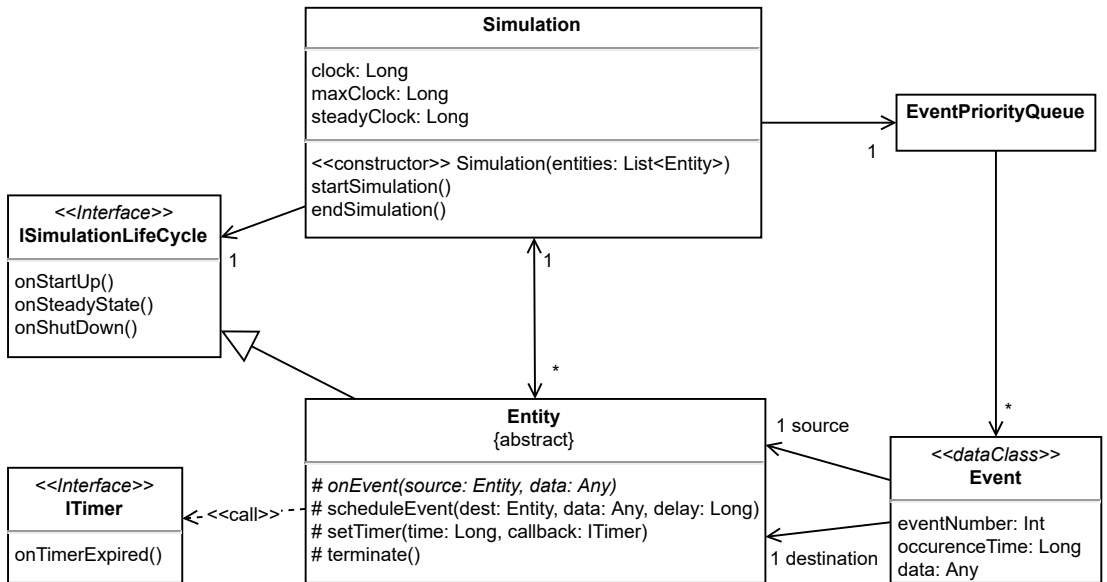 Simulation
clock: Long
maxClock: Long
steadyClock: Long
<<constructor>> Simulation(entities: List<Entity>)
startSimulation()
endSimulation()
EventPriorityQueue
1
<<Interface>>
ISimulationLifeCycle
onStartUp()
onSteadyState()
onShutDown()
1
1
*
*
Entity
{abstract}
# onEvent(source: Entity, data: Any)
# scheduleEvent(dest: Entity, data: Any, delay: Long)
# setTimer(time: Long, callback: ITimer)
# terminate()
1 source
1 destination
<<dataClass>>
Event
eventNumber: Int
occurenceTime: Long
data: Any
<<Interface>>
ITimer
onTimerExpired()
<<call>>